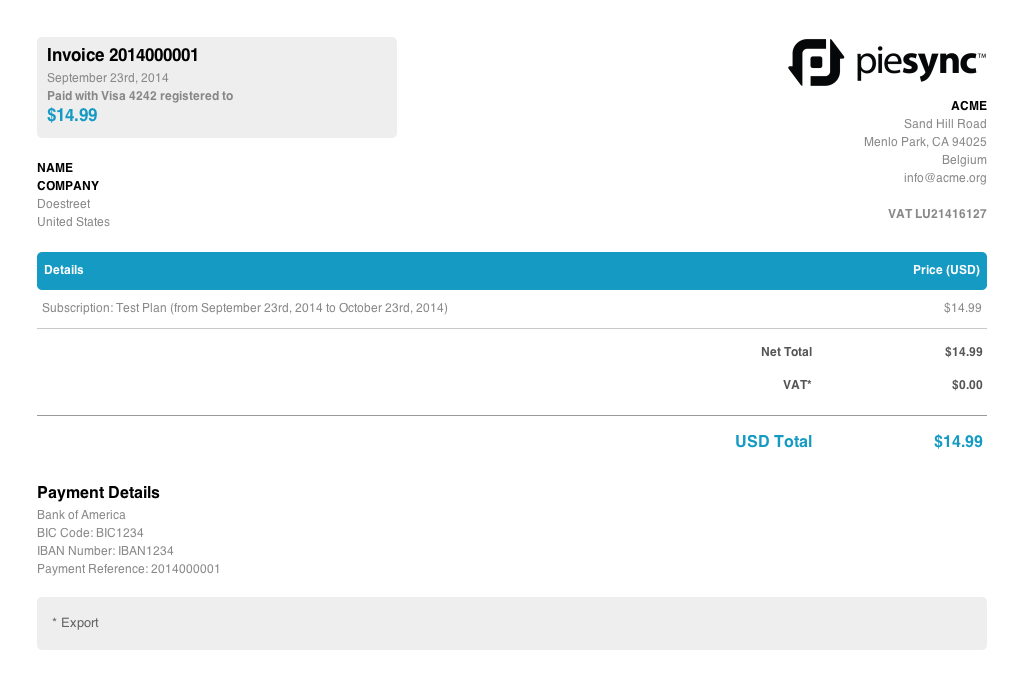 Invoice 2014000001
September 23rd, 2014
Paid with Visa 4242 registered to
$14.99
piesync™
ACME
Sand Hill Road
Menlo Park, CA 94025
Belgium
info@acme.org
VAT LU21416127
NAME
COMPANY
Doestreet
United States
Details Price (USD)
Subscription: Test Plan (from September 23rd, 2014 to October 23rd, 2014) $14.99
Net Total $14.99
VAT* $0.00
USD Total $14.99
Payment Details
Bank of America
BIC Code: BIC1234
IBAN Number: IBAN1234
Payment Reference: 2014000001
* Export